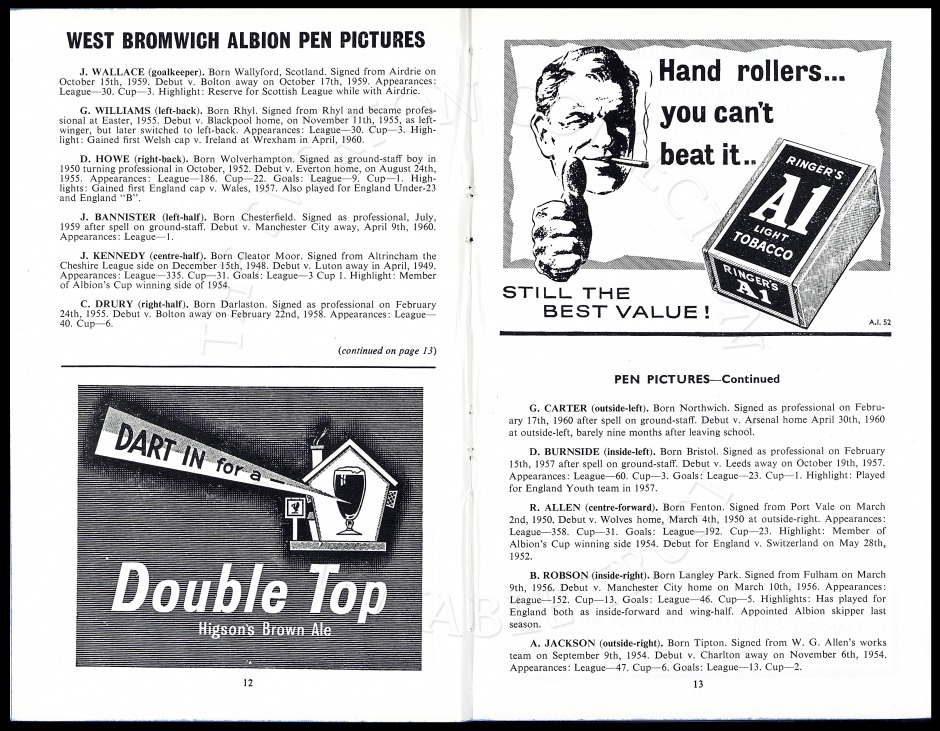 WEST BROMWICH ALBION PEN PICTURES
J. WALLACE (goalkeeper). Born Wallyford, Scotland. Signed from Airdrie on
October 15th, 1959. Debut v. Bolton away on October 17th, 1959. Appearances:
League—30. Cup—3. Highlight: Reserve for Scottish League while with Airdrie.
G. WILLIAMS (left-back). Born Rhyl. Signed from Rhyl and became profes-
sional at Easter, 1955. Debut v. Blackpool home, on November 11th, 1955, as left-
winger, but later switched to left-back. Appearances: League—30. Cup—3. High-
light: Gained first Welsh cap v. Ireland at Wrexham in April, 1960.
D. HOWE (right-back). Born Wolverhampton. Signed as ground-staff boy in
1950 turning professional in October, 1952. Debut v. Everton home, on August 24th,
1955. Appearances: League—186. Cup—22. Goals: League—9. Cup—1. High-
lights: Gained first England cap v. Wales, 1957. Also played for England Under-23
and England "B".
J. BANNISTER (left-half). Born Chesterfield. Signed as professional, July,
1959 after spell on ground-staff. Debut v. Manchester City away, April 9th, 1960.
Appearances: League—1.
J. KENNEDY (centre-half). Born Cleator Moor. Signed from Altrincham the
Cheshire League side on December 15th, 1948. Debut v. Luton away in April, 1949.
Appearances: League—335. Cup—31. Goals: League—3 Cup 1. Highlight: Member
of Albion's Cup winning side of 1954.
C. DRURY (right-half). Born Darlaston. Signed as professional on February
24th, 1955. Debut v. Bolton away on February 22nd, 1958. Appearances: League—
40. Cup—6.
(continued on page 13)
DART IN for a
Double Top
Higson's Brown Ale
12
Hand rollers...
you can't
beat it..
RINGER'S
A1
LIGHT
TOBACCO
RINGER'S
A1
STILL THE
BEST VALUE!
A.I. 52
PEN PICTURES—Continued
G. CARTER (outside-left). Born Northwich. Signed as professional on Febru-
ary 17th, 1960 after spell on ground-staff. Debut v. Arsenal home April 30th, 1960
at outside-left, barely nine months after leaving school.
D. BURNSIDE (inside-left). Born Bristol. Signed as professional on February
15th, 1957 after spell on ground-staff. Debut v. Leeds away on October 19th, 1957.
Appearances: League—60. Cup—3. Goals: League—23. Cup—1. Highlight: Played
for England Youth team in 1957.
R. ALLEN (centre-forward). Born Fenton. Signed from Port Vale on March
2nd, 1950. Debut v. Wolves home, March 4th, 1950 at outside-right. Appearances:
League—358. Cup—31. Goals: League—192. Cup—23. Highlight: Member of
Albion's Cup winning side 1954. Debut for England v. Switzerland on May 28th,
1952.
B. ROBSON (inside-right). Born Langley Park. Signed from Fulham on March
9th, 1956. Debut v. Manchester City home on March 10th, 1956. Appearances:
League—152. Cup—13. Goals: League—46. Cup—5. Highlights: Has played for
England both as inside-forward and wing-half. Appointed Albion skipper last
season.
A. JACKSON (outside-right). Born Tipton. Signed from W. G. Allen's works
team on September 9th, 1954. Debut v. Charlton away on November 6th, 1954.
Appearances: League—47. Cup—6. Goals: League—13. Cup—2.
13